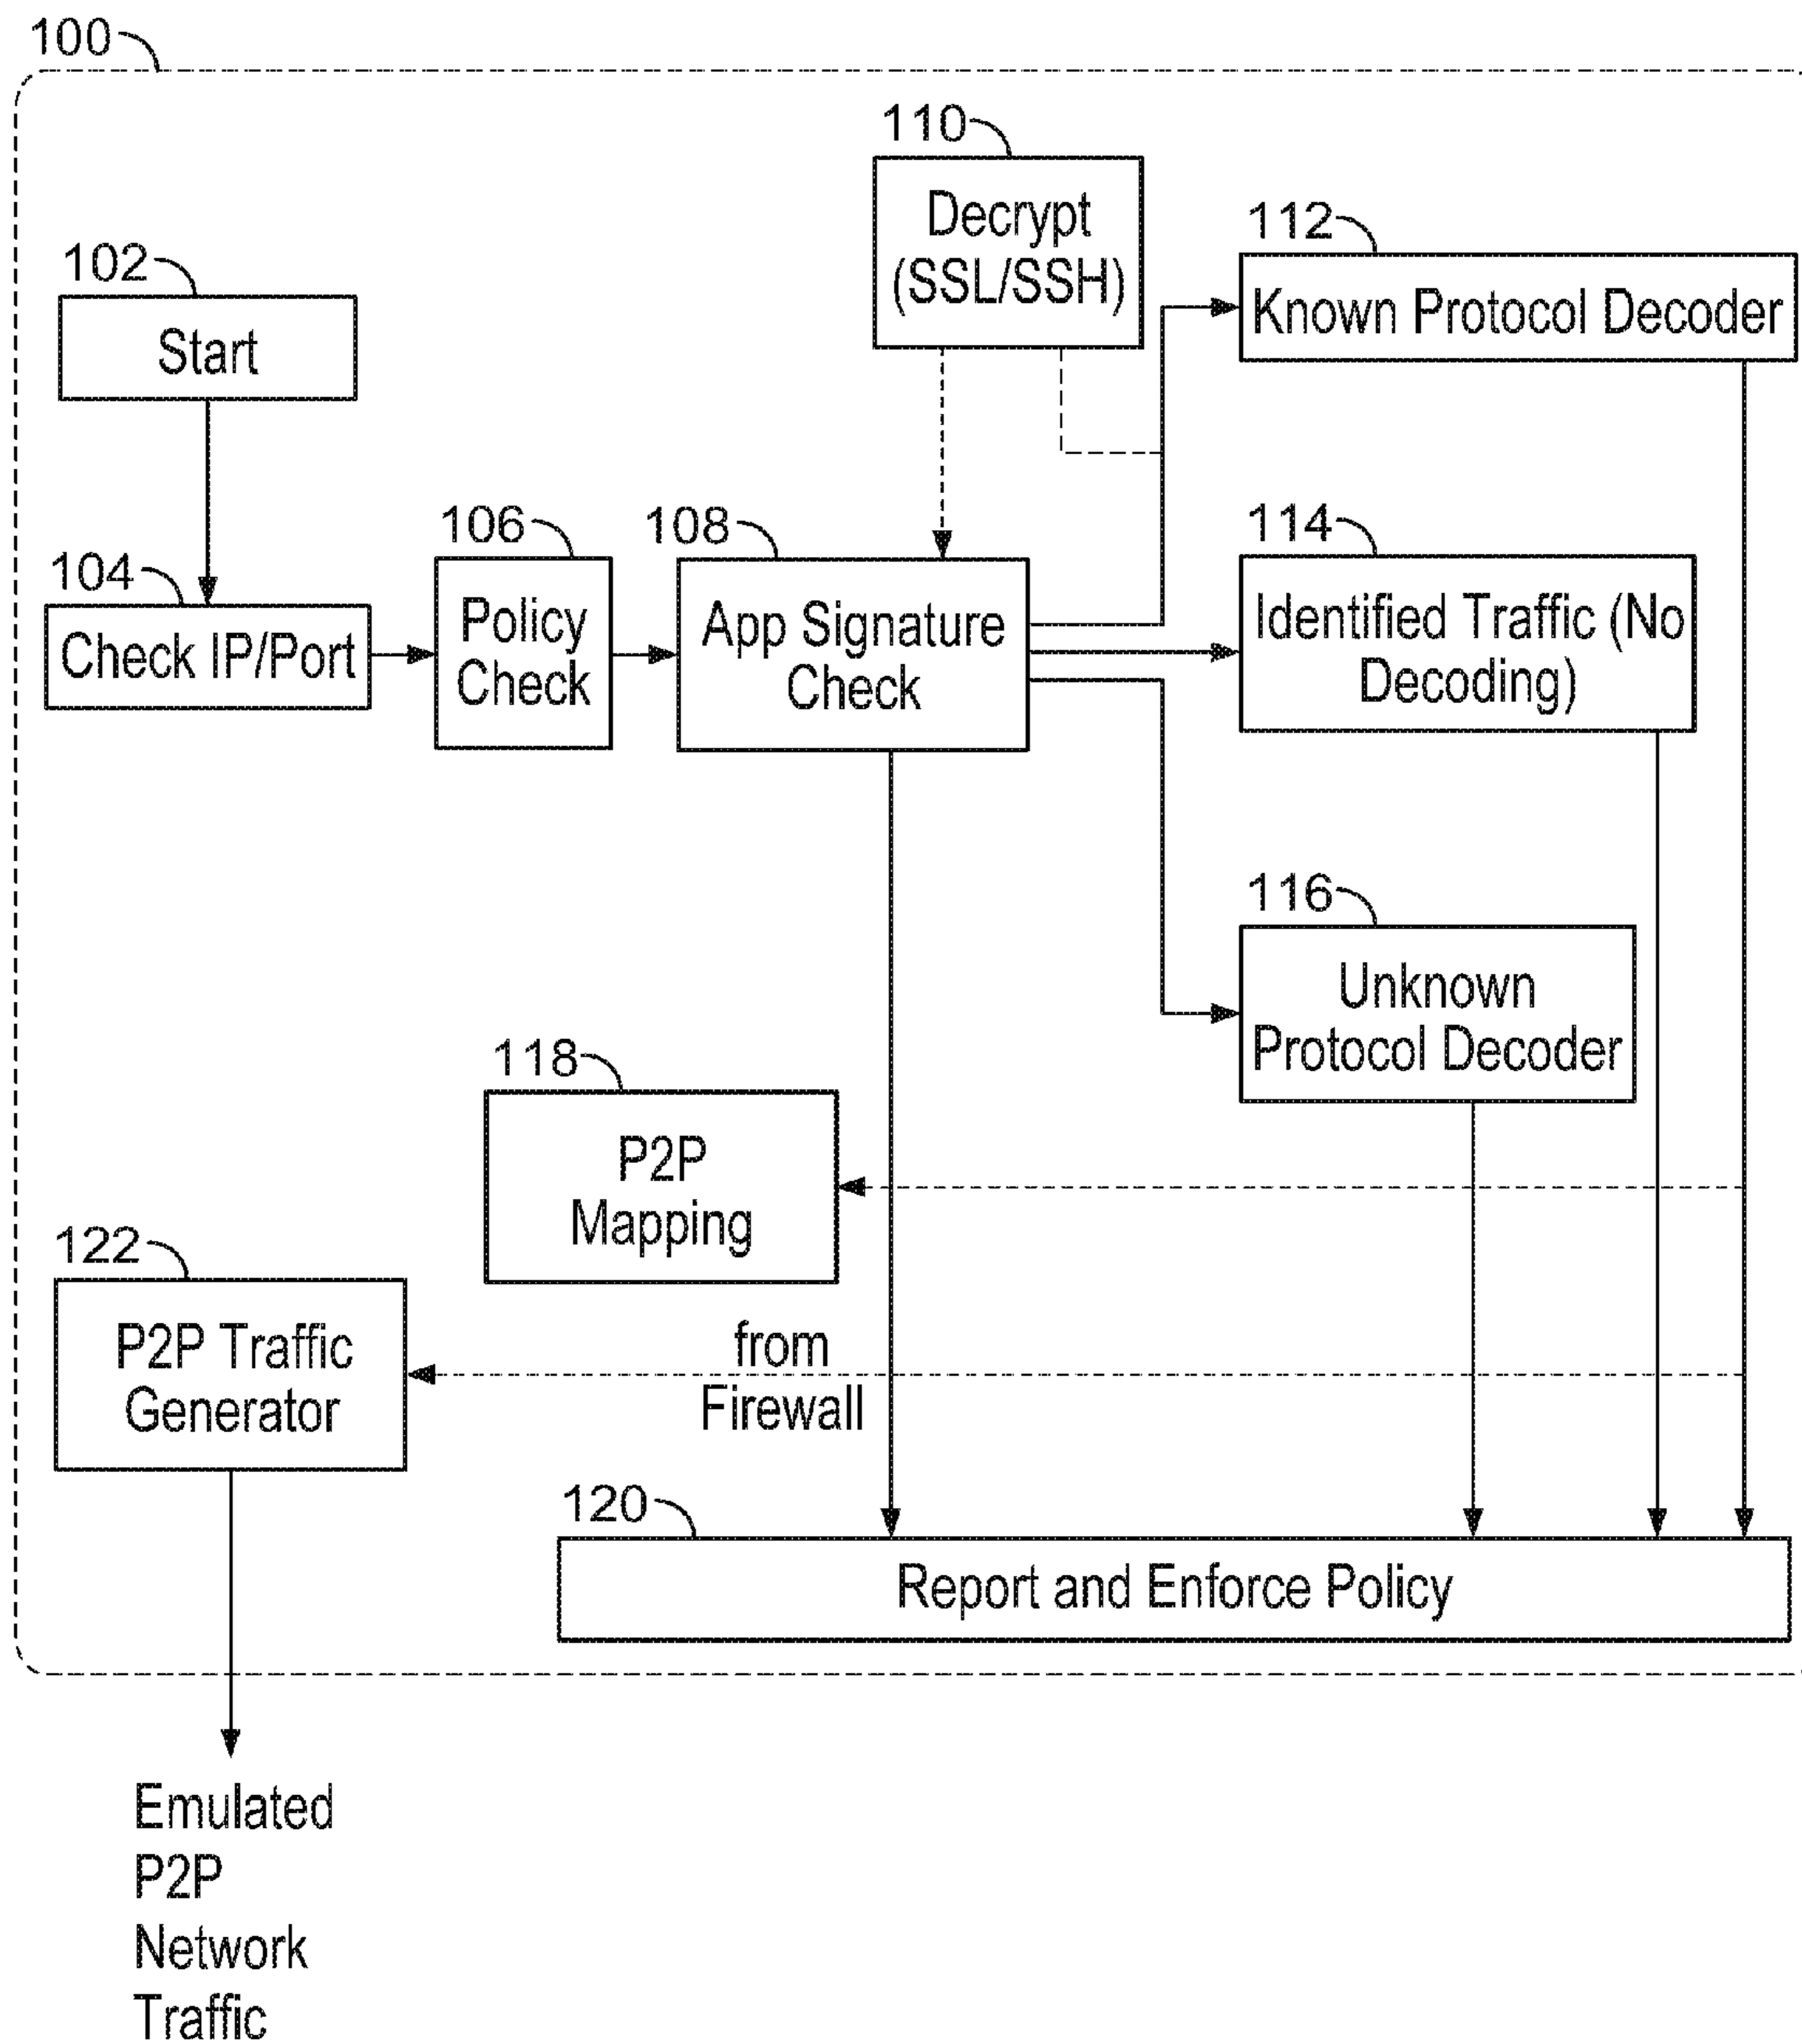 100
110
Decrypt
(SSL/SSH)
112
Known Protocol Decoder
102
Start
104
Check IP/Port
106
Policy
Check
108
App Signature
Check
114
Identified Traffic (No
Decoding)
116
Unknown
Protocol Decoder
118
P2P
Mapping
122
P2P Traffic
Generator
from
Firewall
120
Report and Enforce Policy
Emulated
P2P
Network
Traffic